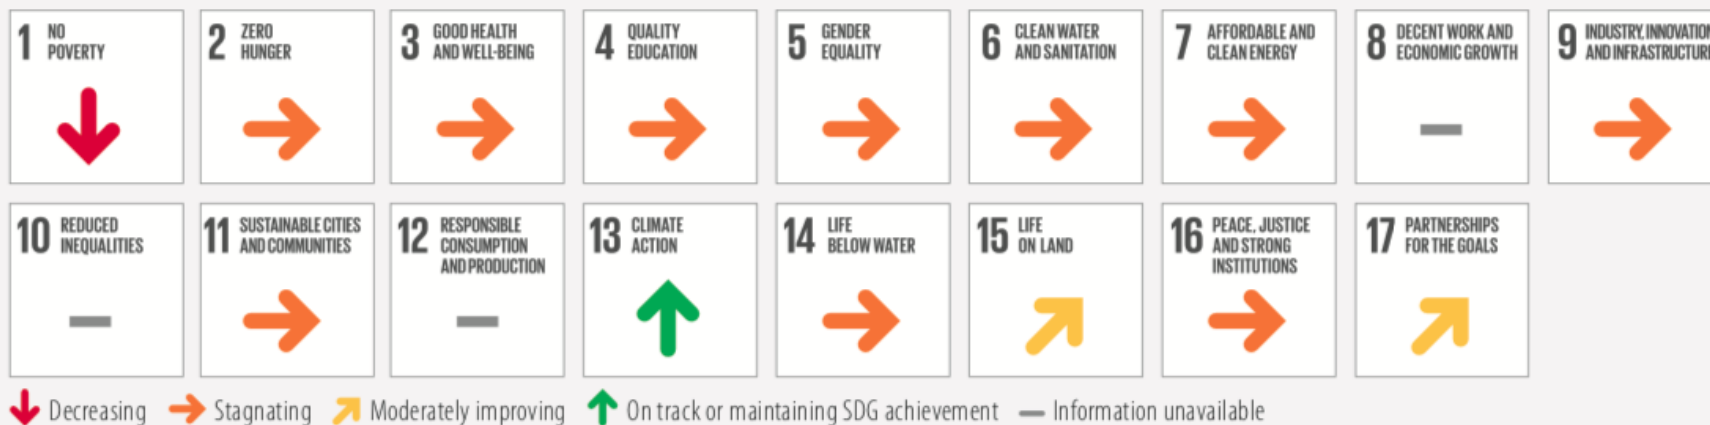 1 NO
POVERTY
2 ZERO
HUNGER
3 GOOD HEALTH
AND WELL-BEING
4 QUALITY
EDUCATION
5 GENDER
EQUALITY
6 CLEAN WATER
AND SANITATION
7 AFFORDABLE AND
CLEAN ENERGY
8 DECENT WORK AND
ECONOMIC GROWTH
9 INDUSTRY, INNOVATION
AND INFRASTRUCTURE
10 REDUCED
INEQUALITIES
11 SUSTAINABLE CITIES
AND COMMUNITIES
12 RESPONSIBLE
CONSUMPTION
AND PRODUCTION
13 CLIMATE
ACTION
14 LIFE
BELOW WATER
15 LIFE
ON LAND
16 PEACE, JUSTICE
AND STRONG
INSTITUTIONS
17 PARTNERSHIPS
FOR THE GOALS
Decreasing Stagnating Moderately improving On track or maintaining SDG achievement Information unavailable